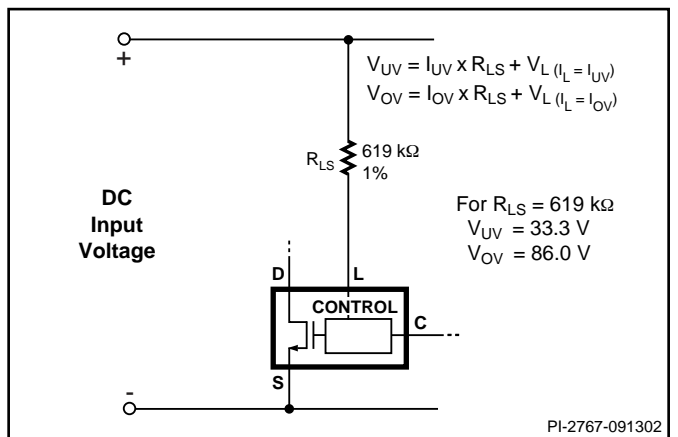 +
V_UV = I_UV x R_LS + V_L (I_L = I_UV)
V_OV = I_OV x R_LS + V_L (I_L = I_OV)
R_LS
619 kΩ
1%
DC
Input
Voltage
For R_LS = 619 kΩ
V_UV = 33.3 V
V_OV = 86.0 V
D
L
CONTROL
C
S
-
PI-2767-091302